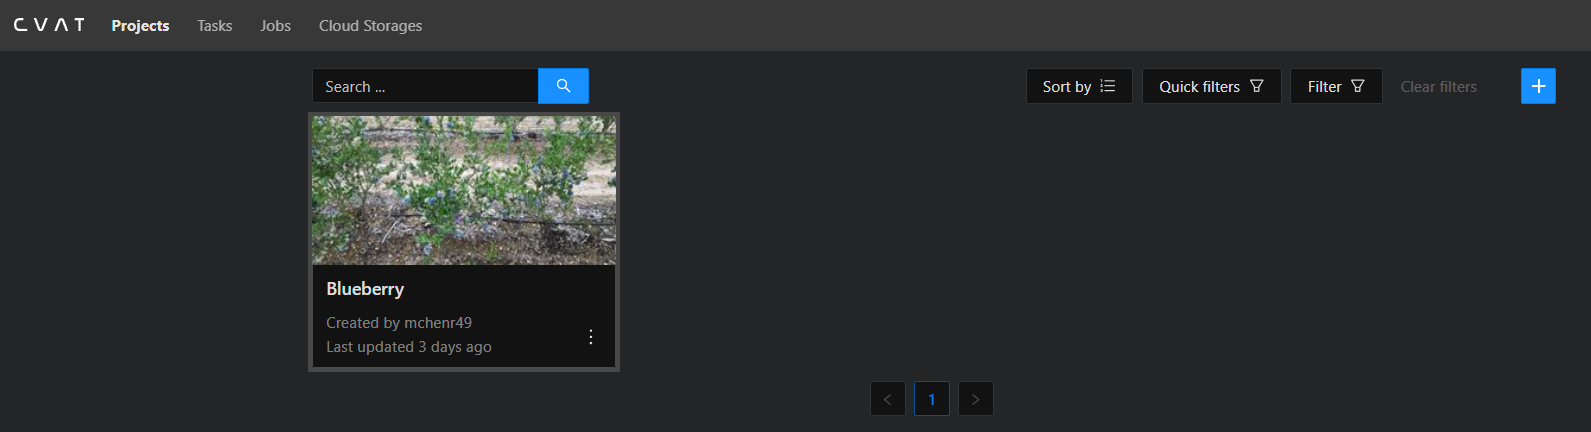 CVAT Projects Tasks Jobs Cloud Storages
Search ... Sort by Quick filters Filter Clear filters
Blueberry
Created by mchenr49
Last updated 3 days ago
1